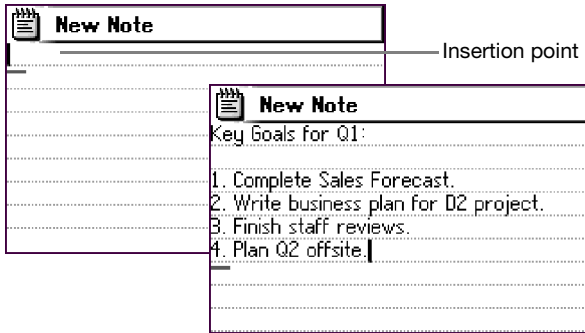 New Note
Insertion point
New Note
Key Goals for Q1:
1. Complete Sales Forecast.
2. Write business plan for D2 project.
3. Finish staff reviews.
4. Plan Q2 offsite.